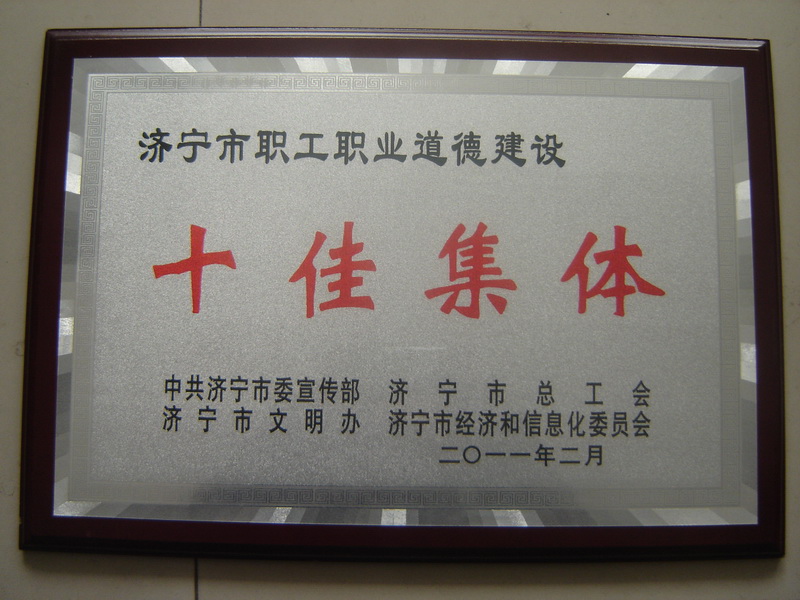 济宁市职工职业道德建设
十佳集体
中共济宁市委宣传部 济宁市总工会
济宁市文明办 济宁市经济和信息化委员会
二〇一一年二月